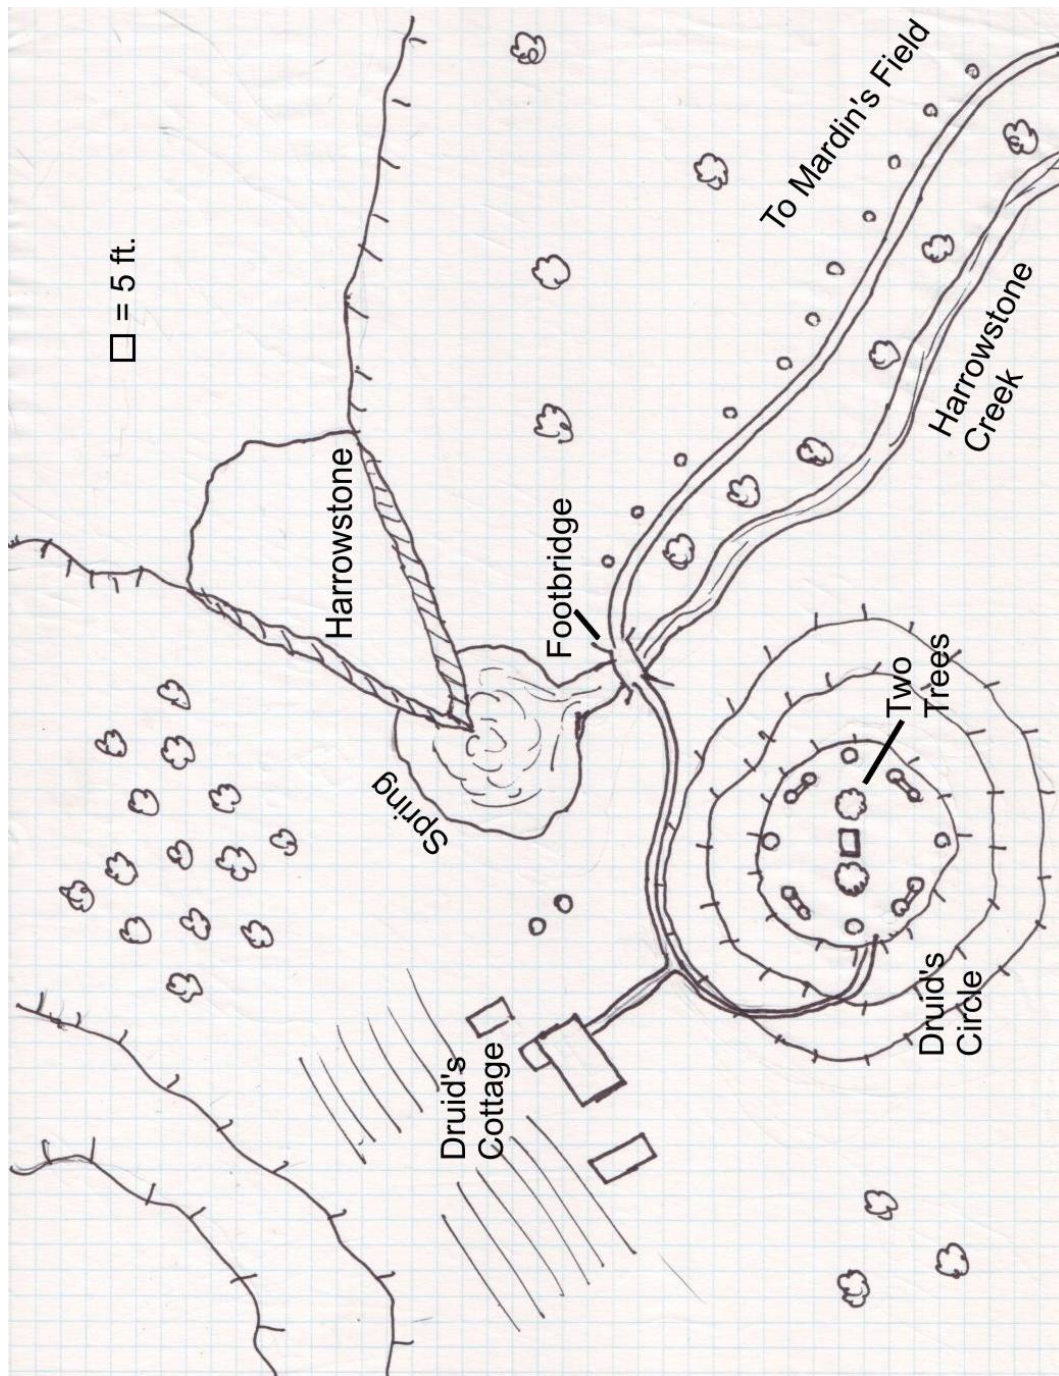 □ = 5 ft.
To Mardin's Field
Harrowstone
Harrowstone
Creek
Footbridge
Spring
Two
Trees
Druid's
Cottage
Druid's
Circle